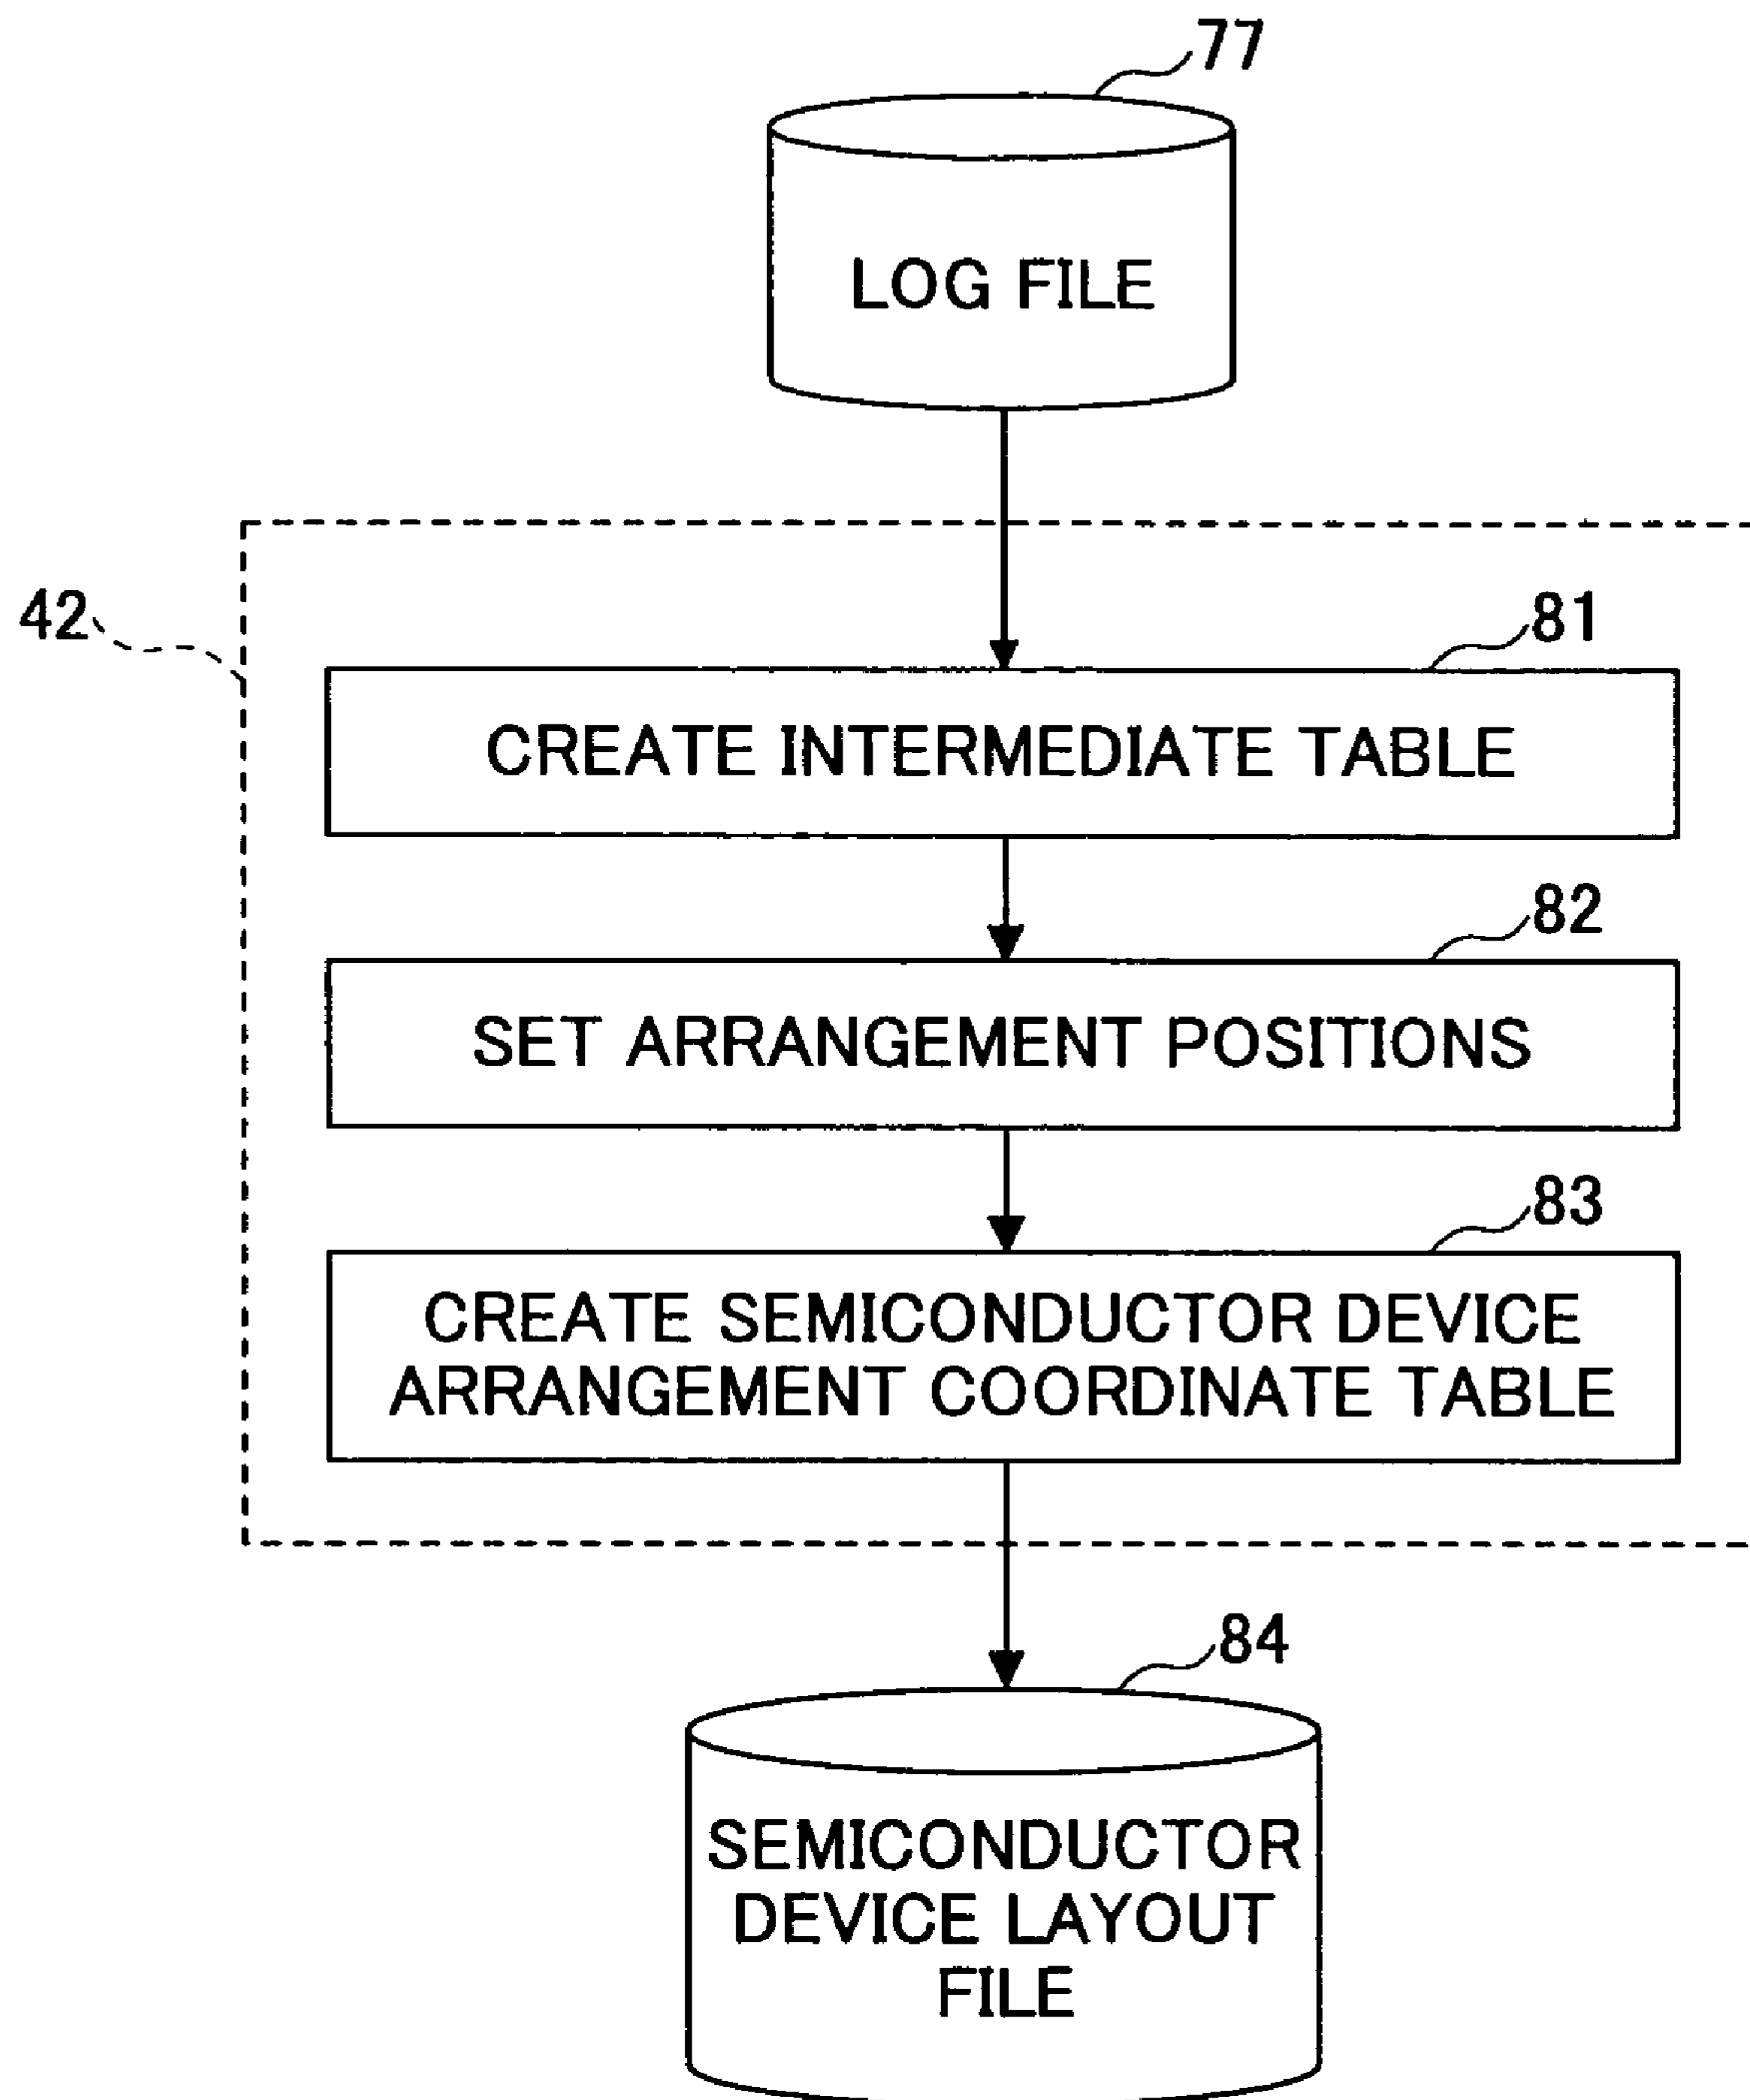 77
LOG FILE
42
81
CREATE INTERMEDIATE TABLE
82
SET ARRANGEMENT POSITIONS
83
CREATE SEMICONDUCTOR DEVICE
ARRANGEMENT COORDINATE TABLE
84
SEMICONDUCTOR
DEVICE LAYOUT
FILE